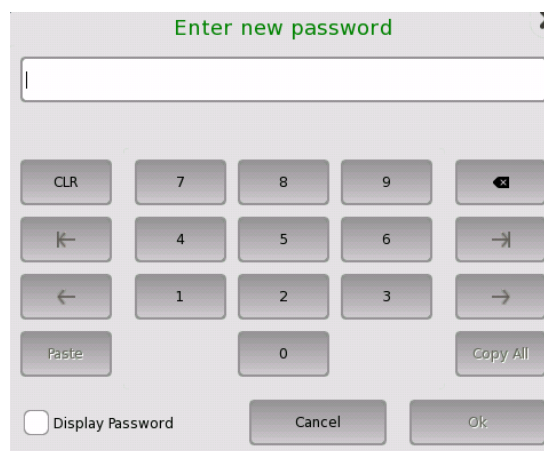 Enter new password
CLR 7 8 9
4 5 6
1 2 3
Paste 0 Copy All
Display Password Cancel Ok